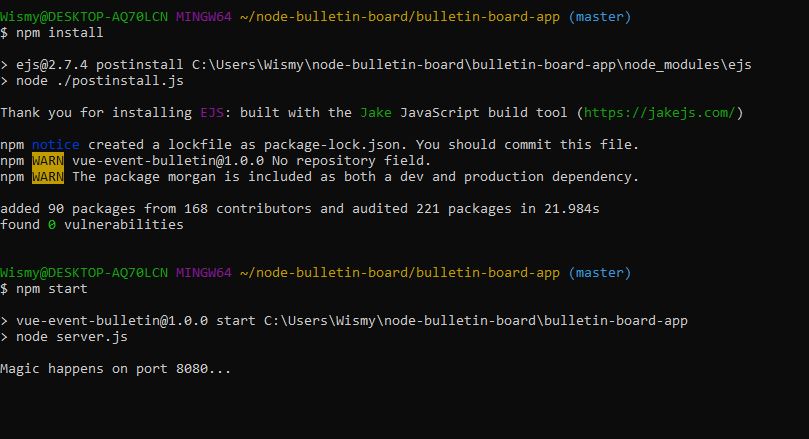 Wismy@DESKTOP-AQ70LCN MINGW64 ~/node-bulletin-board/bulletin-board-app (master)
$ npm install
> ejs@2.7.4 postinstall C:\Users\Wismy\node-bulletin-board\bulletin-board-app\node_modules\ejs
> node ./postinstall.js
Thank you for installing EJS: built with the Jake JavaScript build tool (https://jakejs.com/)
npm notice created a lockfile as package-lock.json. You should commit this file.
npm WARN vue-event-bulletin@1.0.0 No repository field.
npm WARN The package morgan is included as both a dev and production dependency.
added 90 packages from 168 contributors and audited 221 packages in 21.984s
found 0 vulnerabilities
Wismy@DESKTOP-AQ70LCN MINGW64 ~/node-bulletin-board/bulletin-board-app (master)
$ npm start
> vue-event-bulletin@1.0.0 start C:\Users\Wismy\node-bulletin-board\bulletin-board-app
> node server.js
Magic happens on port 8080...